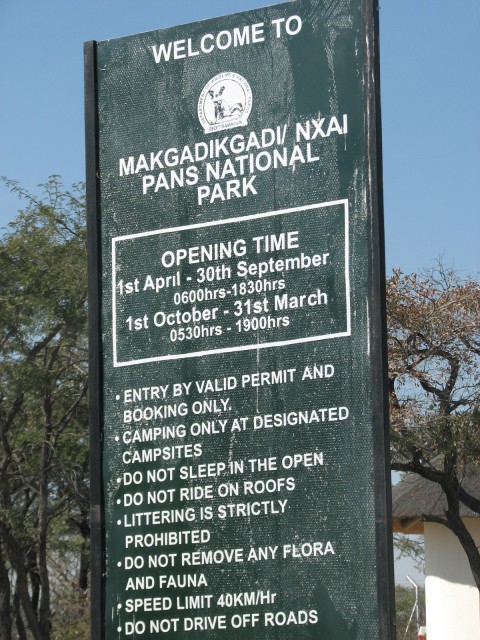 WELCOME TO
BOTSWANA
MAKGADIKGADI/ NXAI
PANS NATIONAL
PARK
OPENING TIME
1st April - 30th September
0600hrs-1830hrs
1st October - 31st March
0530hrs - 1900hrs
• ENTRY BY VALID PERMIT AND
BOOKING ONLY.
• CAMPING ONLY AT DESIGNATED
CAMPSITES
• DO NOT SLEEP IN THE OPEN
• DO NOT RIDE ON ROOFS
• LITTERING IS STRICTLY
PROHIBITED
• DO NOT REMOVE ANY FLORA
AND FAUNA
• SPEED LIMIT 40KM/Hr
• DO NOT DRIVE OFF ROADS